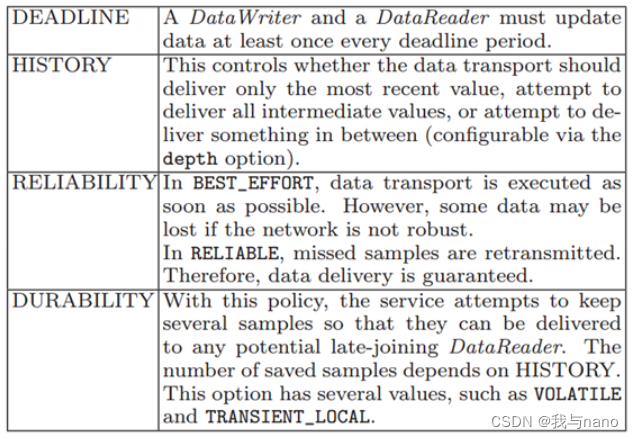 DEADLINE A DataWriter and a DataReader must update
data at least once every deadline period.
HISTORY This controls whether the data transport should
deliver only the most recent value, attempt to
deliver all intermediate values, or attempt to de-
liver something in between (configurable via the
depth option).
RELIABILITY In BEST_EFFORT, data transport is executed as
soon as possible. However, some data may be
lost if the network is not robust.
In RELIABLE, missed samples are retransmitted.
Therefore, data delivery is guaranteed.
DURABILITY With this policy, the service attempts to keep
several samples so that they can be delivered
to any potential late-joining DataReader. The
number of saved samples depends on HISTORY.
This option has several values, such as VOLATILE
and TRANSIENT_LOCAL.
CSDN @我与nano